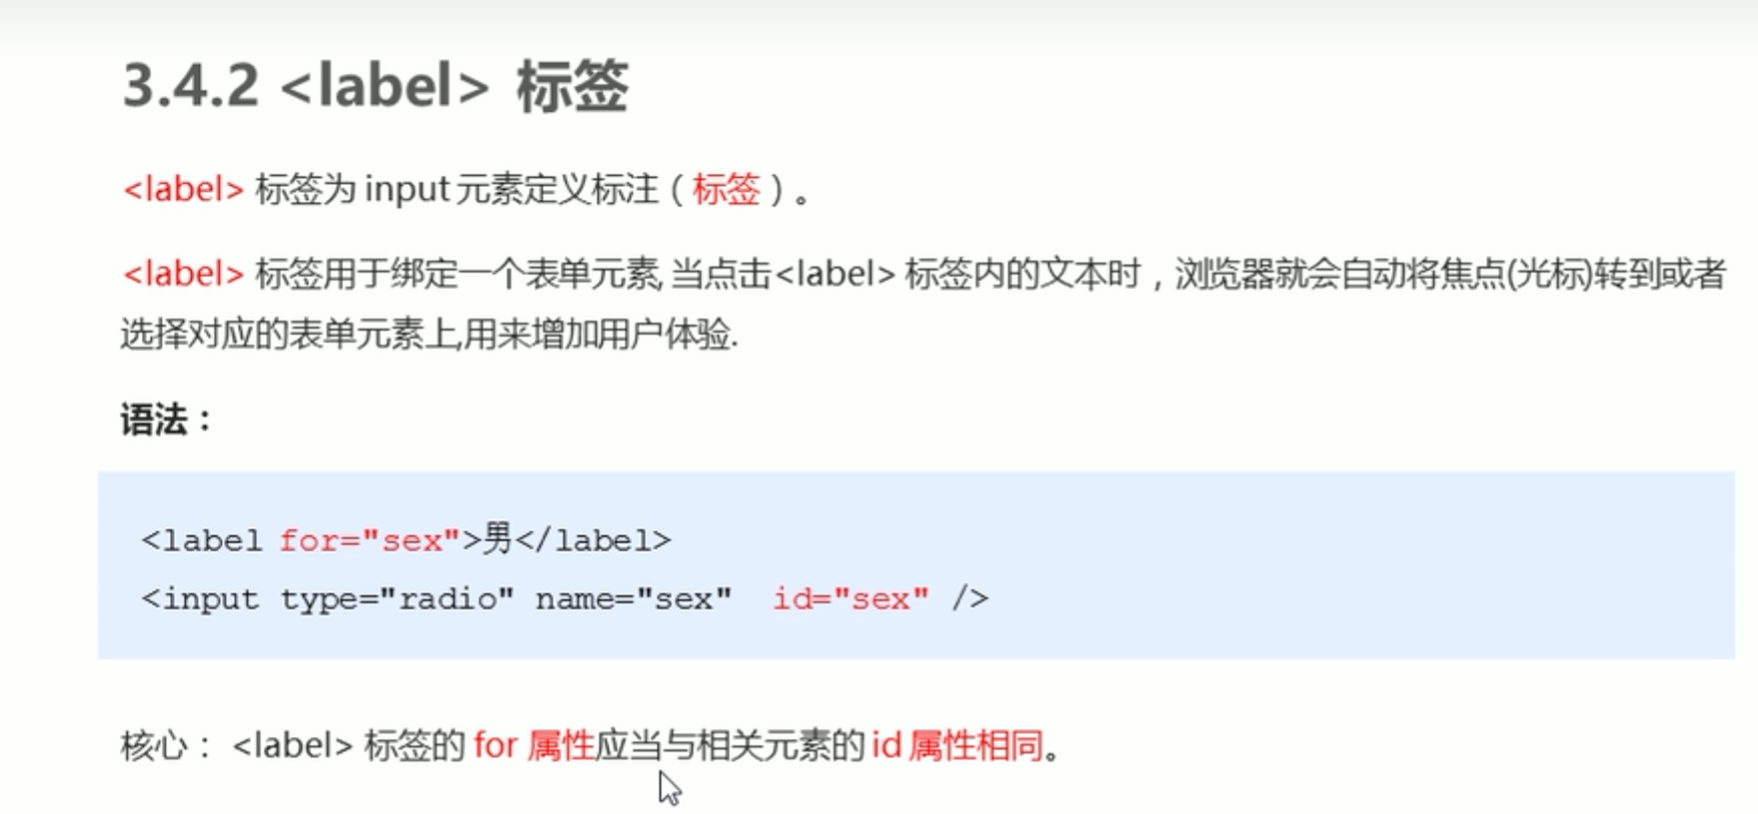 3.4.2 <label> 标签
<label> 标签为 input 元素定义标注（标签）。
<label> 标签用于绑定一个表单元素, 当点击<label> 标签内的文本时，浏览器就会自动将焦点(光标)转到或者
选择对应的表单元素上,用来增加用户体验.
语法：
<label for="sex">男</label>
<input type="radio" name="sex"  id="sex" />
核心： <label> 标签的 for 属性应当与相关元素的 id 属性相同。